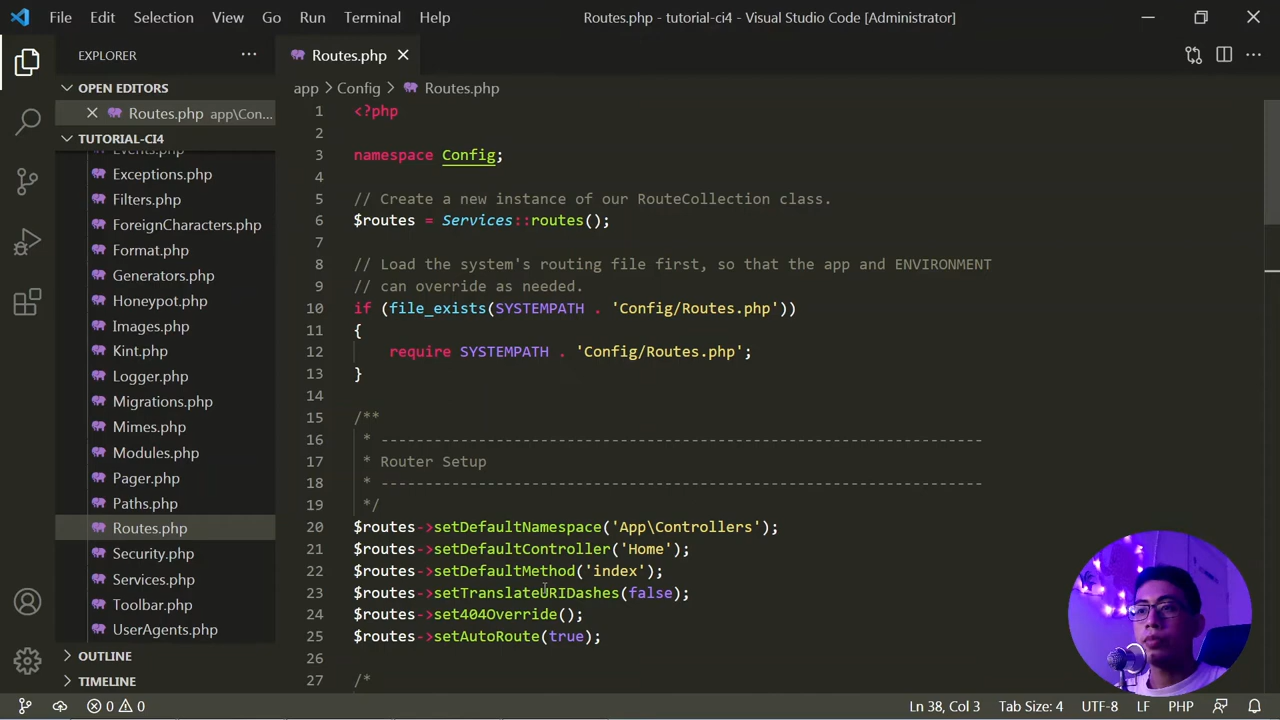 File Edit Selection View Go Run Terminal Help
Routes.php - tutorial-ci4 - Visual Studio Code [Administrator]
EXPLORER
OPEN EDITORS
Routes.php app\Con...
TUTORIAL-CI4
Events.php
Exceptions.php
Filters.php
ForeignCharacters.php
Format.php
Generators.php
Honeypot.php
Images.php
Kint.php
Logger.php
Migrations.php
Mimes.php
Modules.php
Pager.php
Paths.php
Routes.php
Security.php
Services.php
Toolbar.php
UserAgents.php
OUTLINE
TIMELINE
Routes.php
app > Config > Routes.php
1 <?php
2
3 namespace Config;
4
5 // Create a new instance of our RouteCollection class.
6 $routes = Services::routes();
7
8 // Load the system's routing file first, so that the app and ENVIRONMENT
9 // can override as needed.
10 if (file_exists(SYSTEMPATH . 'Config/Routes.php'))
11 {
12 require SYSTEMPATH . 'Config/Routes.php';
13 }
14
15 /**
16 * --------------------------------------------------------------------
17 * Router Setup
18 * --------------------------------------------------------------------
19 */
20 $routes->setDefaultNamespace('App\Controllers');
21 $routes->setDefaultController('Home');
22 $routes->setDefaultMethod('index');
23 $routes->setTranslateURIDashes(false);
24 $routes->set404Override();
25 $routes->setAutoRoute(true);
26
27 /*
0 0
Ln 38, Col 3 Tab Size: 4 UTF-8 LF PHP